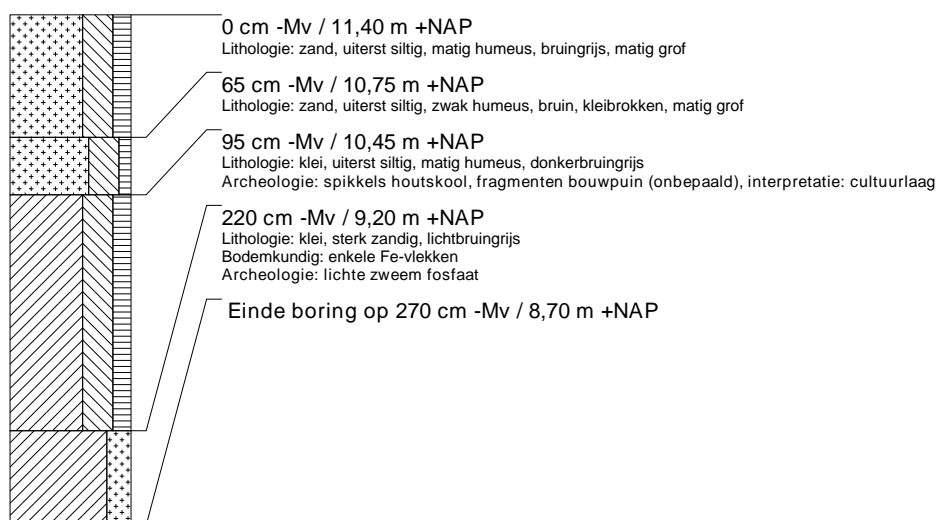 0 cm -Mv / 11,40 m +NAP
Lithologie: zand, uiterst siltig, matig humeus, bruingrijs, matig grof
65 cm -Mv / 10,75 m +NAP
Lithologie: zand, uiterst siltig, zwak humeus, bruin, kleibrokken, matig grof
95 cm -Mv / 10,45 m +NAP
Lithologie: klei, uiterst siltig, matig humeus, donkerbruingrijs
Archeologie: spikkels houtskool, fragmenten bouwpuin (onbepaald), interpretatie: cultuurlaag
220 cm -Mv / 9,20 m +NAP
Lithologie: klei, sterk zandig, lichtbruingrijs
Bodemkundig: enkele Fe-vlekken
Archeologie: lichte zweem fosfaat
Einde boring op 270 cm -Mv / 8,70 m +NAP